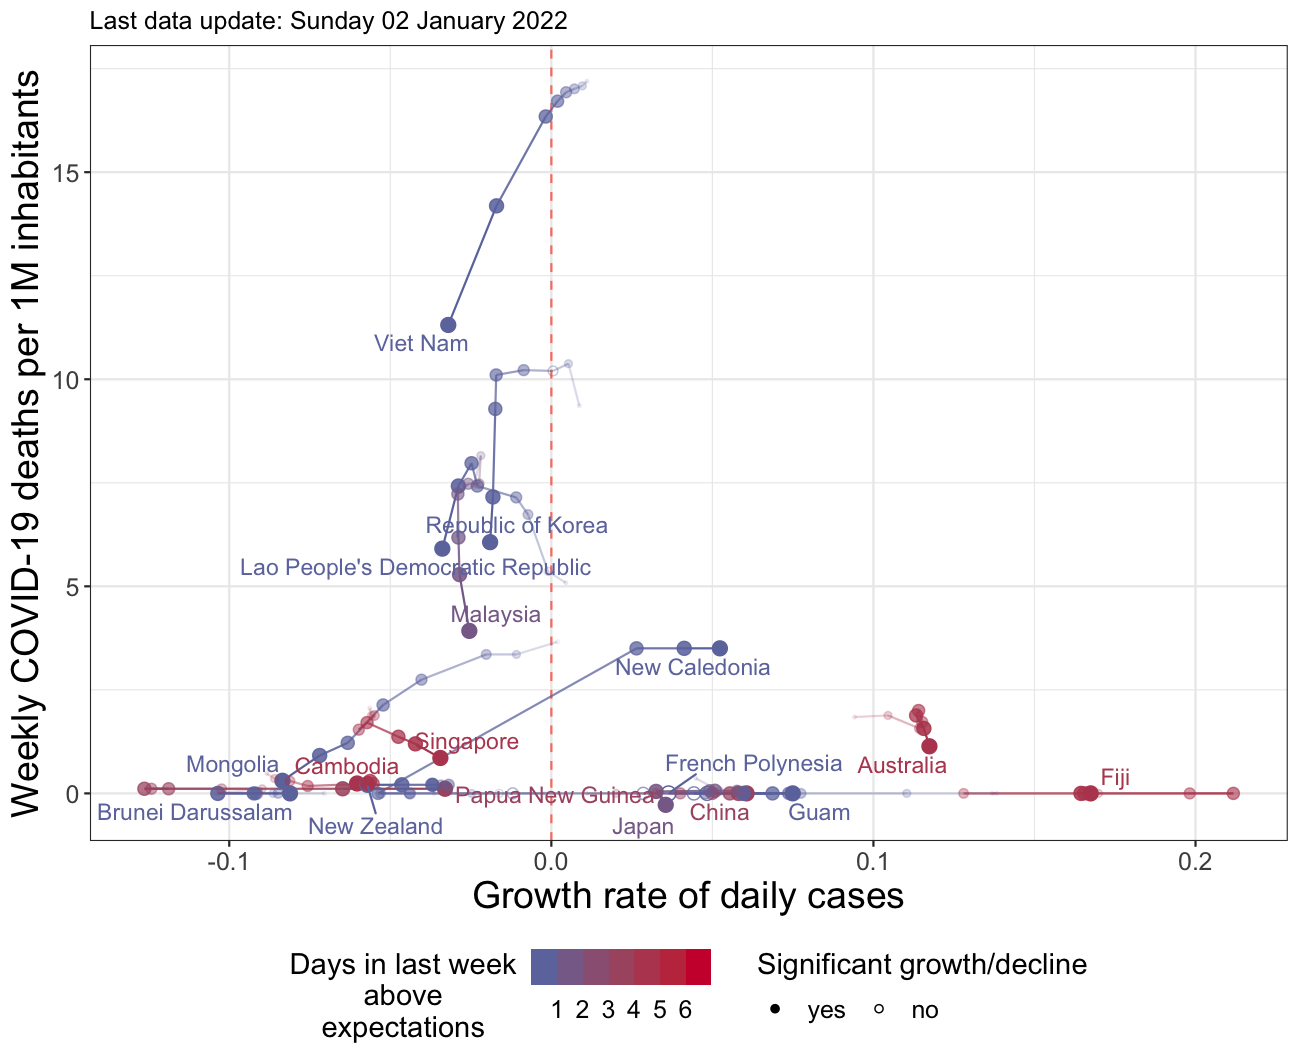 Last data update: Sunday 02 January 2022
Weekly COVID-19 deaths per 1M inhabitants
15
10
5
0
Viet Nam
Republic of Korea
Lao People's Democratic Republic
Malaysia
New Caledonia
Singapore
Mongolia
Cambodia
French Polynesia
Australia
Fiji
Papua New Guinea
Brunei Darussalam
New Zealand
Japan
China
Guam
-0.1
0.0
0.1
0.2
Growth rate of daily cases
Days in last week
above
expectations
1 2 3 4 5 6
Significant growth/decline
yes no